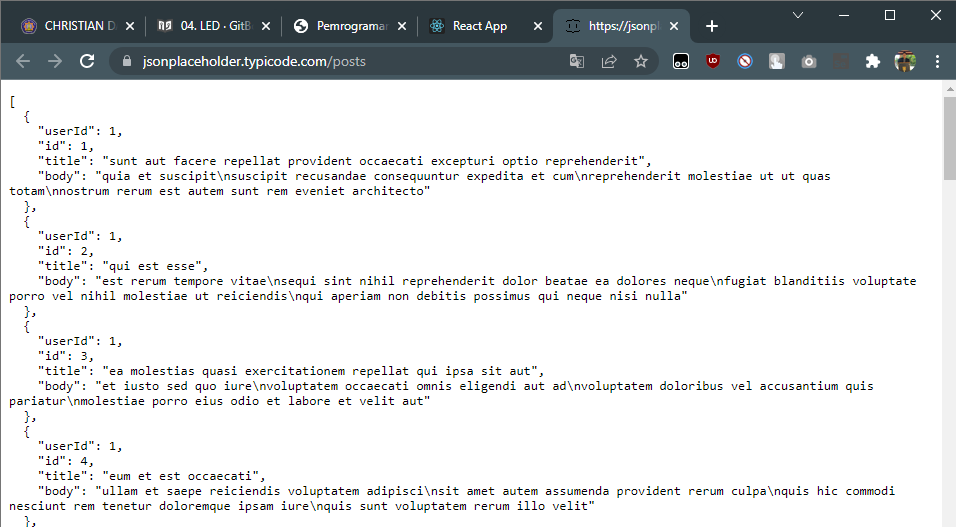 CHRISTIAN D
04. LED · GitB
Pemrograman
React App
https://jsonp
jsonplaceholder.typicode.com/posts
[
{
"userId": 1,
"id": 1,
"title": "sunt aut facere repellat provident occaecati excepturi optio reprehenderit",
"body": "quia et suscipit\nsuscipit recusandae consequuntur expedita et cum\nreprehenderit molestiae ut ut quas
totam\nnostrum rerum est autem sunt rem eveniet architecto"
},
{
"userId": 1,
"id": 2,
"title": "qui est esse",
"body": "est rerum tempore vitae\nsequi sint nihil reprehenderit dolor beatae ea dolores neque\nfugiat blanditiis voluptate
porro vel nihil molestiae ut reiciendis\nqui aperiam non debitis possimus qui neque nisi nulla"
},
{
"userId": 1,
"id": 3,
"title": "ea molestias quasi exercitationem repellat qui ipsa sit aut",
"body": "et iusto sed quo iure\nvoluptatem occaecati omnis eligendi aut ad\nvoluptatem doloribus vel accusantium quis
pariatur\nmolestiae porro eius odio et labore et velit aut"
},
{
"userId": 1,
"id": 4,
"title": "eum et est occaecati",
"body": "ullam et saepe reiciendis voluptatem adipisci\nsit amet autem assumenda provident rerum culpa\nquis hic commodi
nesciunt rem tenetur doloremque ipsam iure\nquis sunt voluptatem rerum illo velit"
},